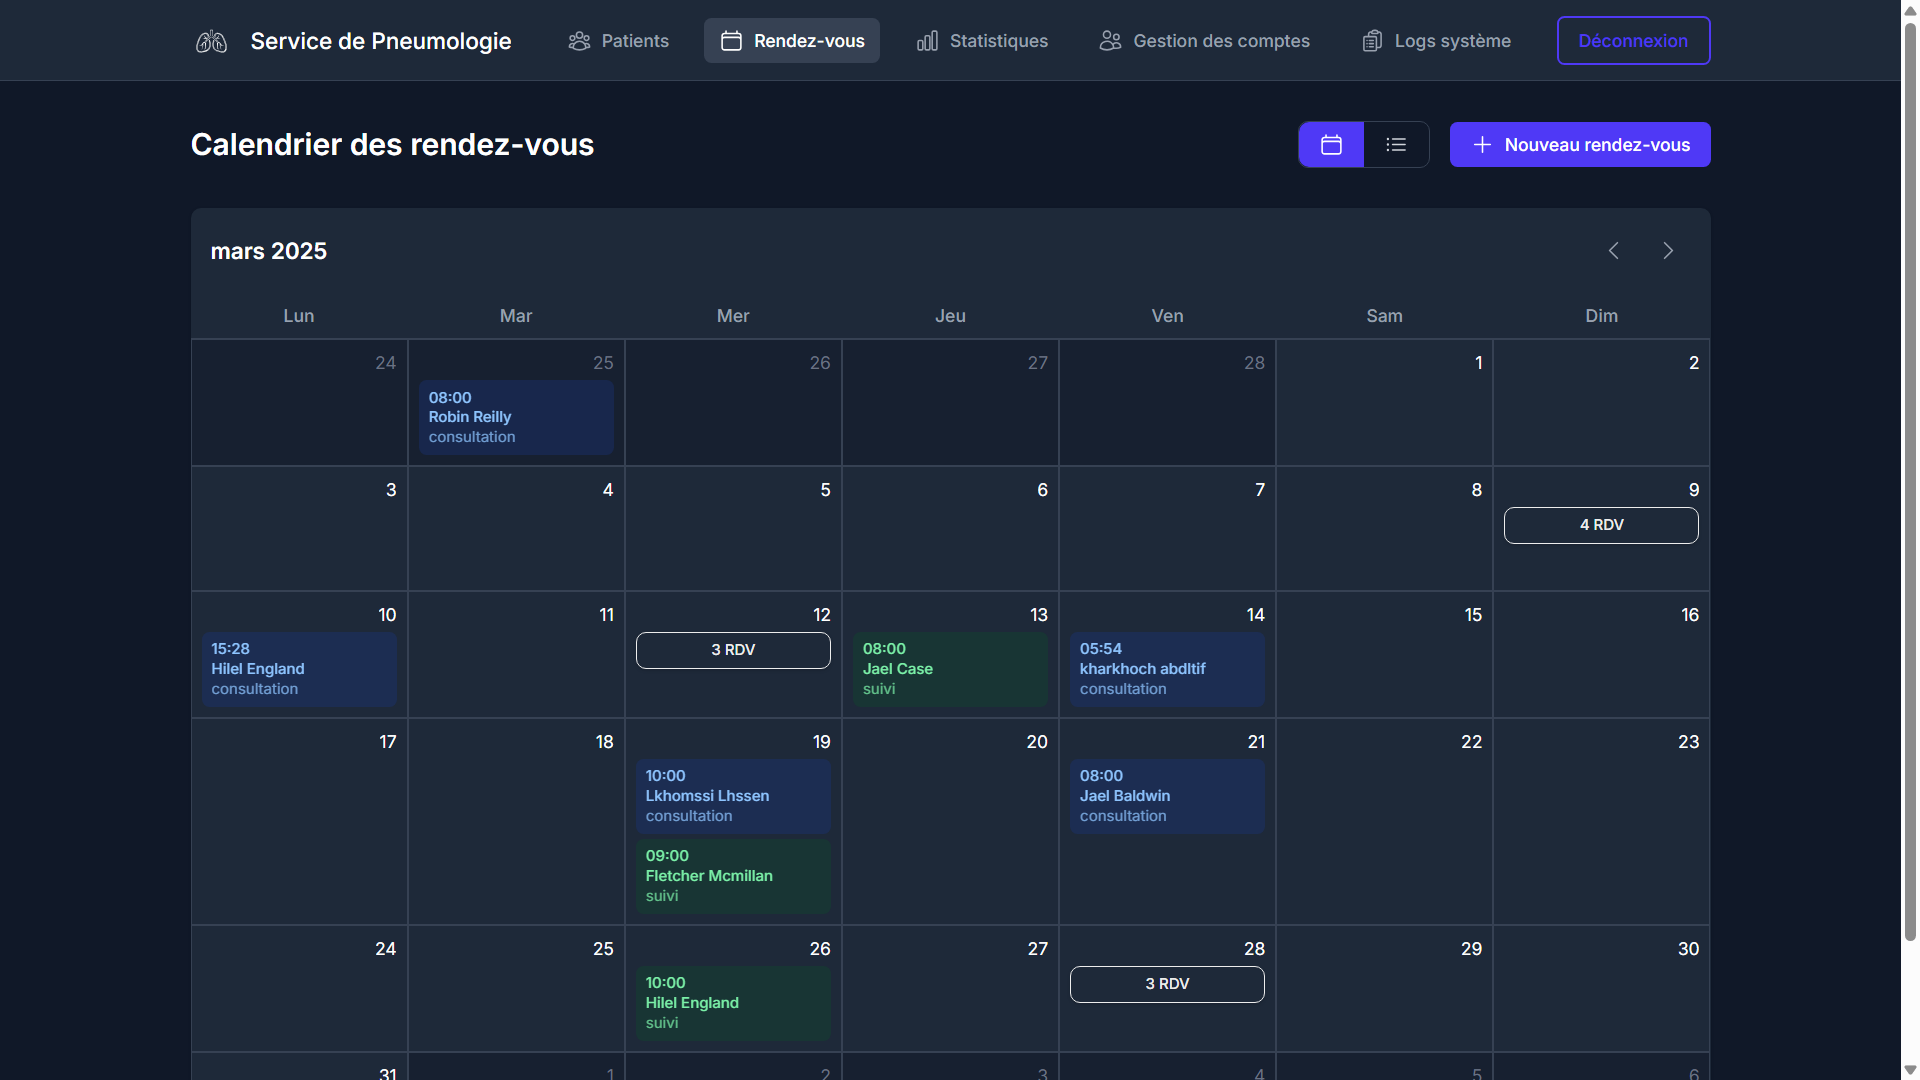 Service de Pneumologie
Patients
Rendez-vous
Statistiques
Gestion des comptes
Logs système
Déconnexion
Calendrier des rendez-vous
Nouveau rendez-vous
mars 2025
Lun Mar Mer Jeu Ven Sam Dim
24 25 26 27 28 1 2
08:00
Robin Reilly
consultation
3 4 5 6 7 8 9
4 RDV
10 11 12 13 14 15 16
15:28
Hilel England
consultation
3 RDV
08:00
Jael Case
suivi
05:54
kharkhoch abdltif
consultation
17 18 19 20 21 22 23
10:00
Lkhomssi Lhssen
consultation
09:00
Fletcher Mcmillan
suivi
08:00
Jael Baldwin
consultation
24 25 26 27 28 29 30
10:00
Hilel England
suivi
3 RDV
31 1 2 3 4 5 6